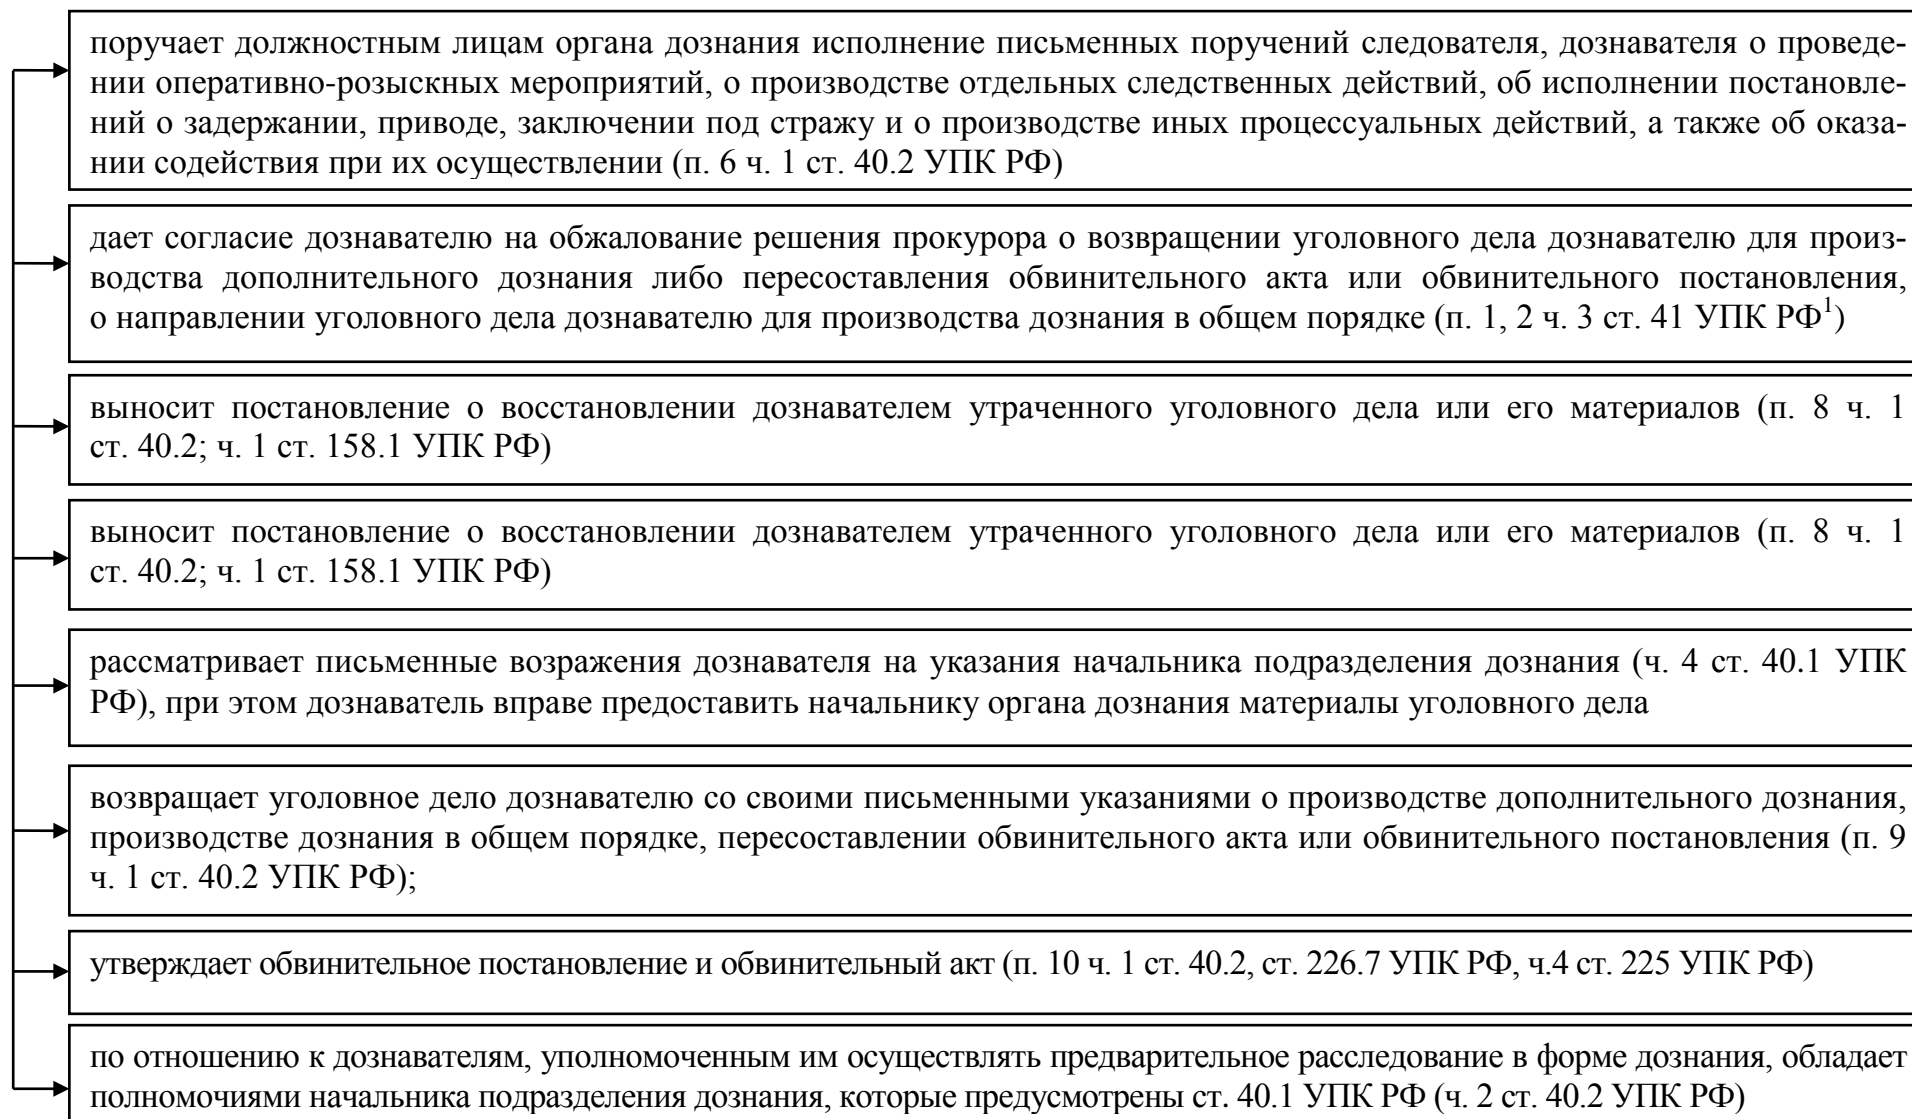 поручает должностным лицам органа дознания исполнение письменных поручений следователя, дознавателя о проведе-
нии оперативно-розыскных мероприятий, о производстве отдельных следственных действий, об исполнении постановле-
ний о задержании, приводе, заключении под стражу и о производстве иных процессуальных действий, а также об оказа-
нии содействия при их осуществлении (п. 6 ч. 1 ст. 40.2 УПК РФ)
дает согласие дознавателю на обжалование решения прокурора о возвращении уголовного дела дознавателю для произ-
водства дополнительного дознания либо пересоставления обвинительного акта или обвинительного постановления,
о направлении уголовного дела дознавателю для производства дознания в общем порядке (п. 1, 2 ч. 3 ст. 41 УПК РФ¹)
выносит постановление о восстановлении дознавателем утраченного уголовного дела или его материалов (п. 8 ч. 1
ст. 40.2; ч. 1 ст. 158.1 УПК РФ)
выносит постановление о восстановлении дознавателем утраченного уголовного дела или его материалов (п. 8 ч. 1
ст. 40.2; ч. 1 ст. 158.1 УПК РФ)
рассматривает письменные возражения дознавателя на указания начальника подразделения дознания (ч. 4 ст. 40.1 УПК
РФ), при этом дознаватель вправе предоставить начальнику органа дознания материалы уголовного дела
возвращает уголовное дело дознавателю со своими письменными указаниями о производстве дополнительного дознания,
производстве дознания в общем порядке, пересоставлении обвинительного акта или обвинительного постановления (п. 9
ч. 1 ст. 40.2 УПК РФ);
утверждает обвинительное постановление и обвинительный акт (п. 10 ч. 1 ст. 40.2, ст. 226.7 УПК РФ, ч.4 ст. 225 УПК РФ)
по отношению к дознавателям, уполномоченным им осуществлять предварительное расследование в форме дознания, обладает
полномочиями начальника подразделения дознания, которые предусмотрены ст. 40.1 УПК РФ (ч. 2 ст. 40.2 УПК РФ)